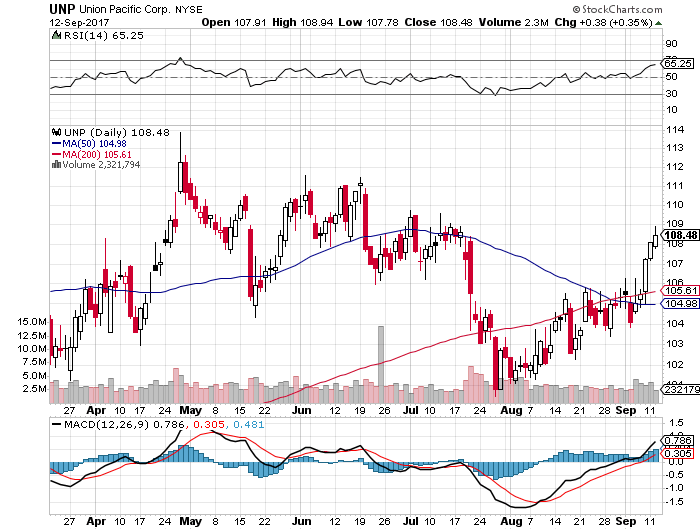 UNP Union Pacific Corp. NYSE © StockCharts.com
12-Sep-2017 Open 107.91 High 108.94 Low 107.78 Close 108.48 Volume 2.3M Chg +0.38 (+0.35%)
RSI(14) 65.25
90
70
65.25
50
30
10
UNP (Daily) 108.48
MA(50) 104.98
MA(200) 105.61
Volume 2,321,794
114
113
112
111
110
109
108.48
107
106
105.61
104.98
104
103
102
101
2321794
15.0M
12.5M
10.0M
7.5M
5.0M
2.5M
27 Apr 10 17 24 May 8 15 22 Jun 12 19 26 Jul 10 17 24 Aug 7 14 21 28 Sep 11
MACD(12,26,9) 0.786, 0.305, 0.481
1.5
1.0
0.786
0.305
0.0
-0.5
-1.0
-1.5
27 Apr 10 17 24 May 8 15 22 Jun 12 19 26 Jul 10 17 24 Aug 7 14 21 28 Sep 11